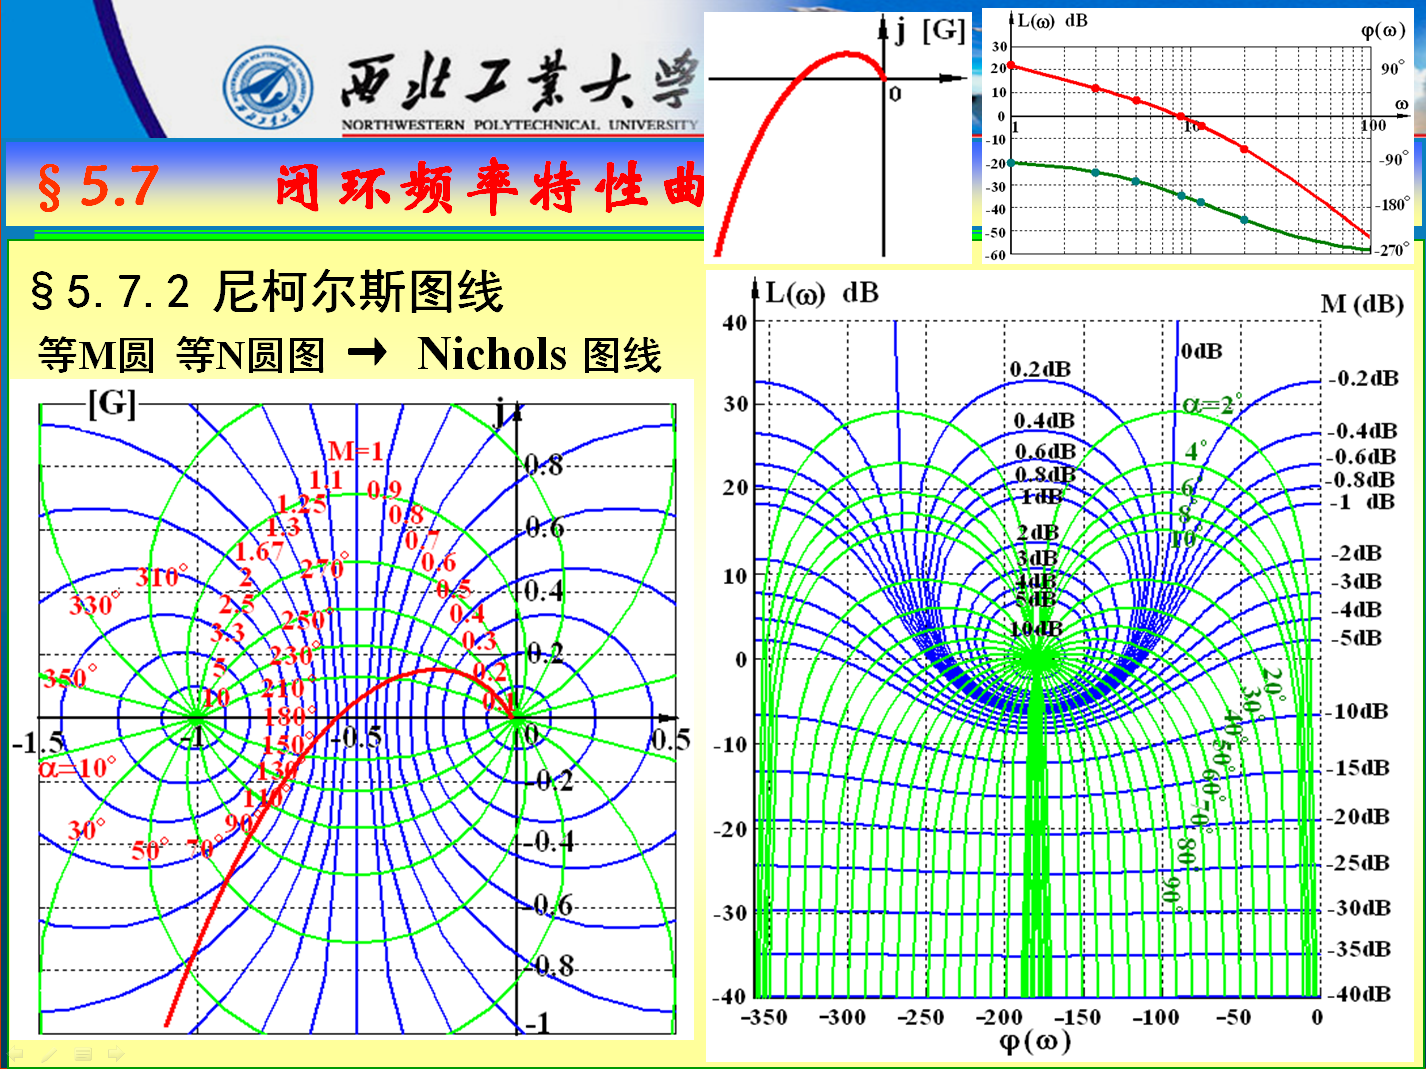 西北工业大学
NORTHWESTERN POLYTECHNICAL UNIVERSITY
§5.7 闭环频率特性曲
§5.7.2 尼柯尔斯图线
等M圆 等N圆图 → Nichols 图线
j [G]
0
L(ω) dB
φ(ω)
30
20
10
0
-10
-20
-30
-40
-50
-60
1
10
100
ω
90°
-90°
-180°
-270°
[G]
j
M=1
1.1
1.25
1.3
1.67
2
2.5
3.3
5
10
0.9
0.8
0.7
0.6
0.5
0.4
0.3
0.2
0.1
310°
330°
350°
270°
250°
230°
210°
180°
150°
130°
110°
90°
70°
50°
30°
α=10°
0.8
0.6
0.4
0.2
0
-0.2
-0.4
-0.6
-0.8
-1
-1.5
-1
-0.5
0.5
L(ω) dB
M (dB)
40
30
20
10
0
-10
-20
-30
-40
0dB
0.2dB
0.4dB
0.6dB
0.8dB
1dB
2dB
3dB
4dB
5dB
10dB
α=2°
4°
6°
8°
10°
20°
30°
40°
50°
60°
70°
80°
90°
-0.2dB
-0.4dB
-0.6dB
-0.8dB
-1 dB
-2dB
-3dB
-4dB
-5dB
-10dB
-15dB
-20dB
-25dB
-30dB
-35dB
-40dB
-350
-300
-250
-200
-150
-100
-50
0
φ(ω)